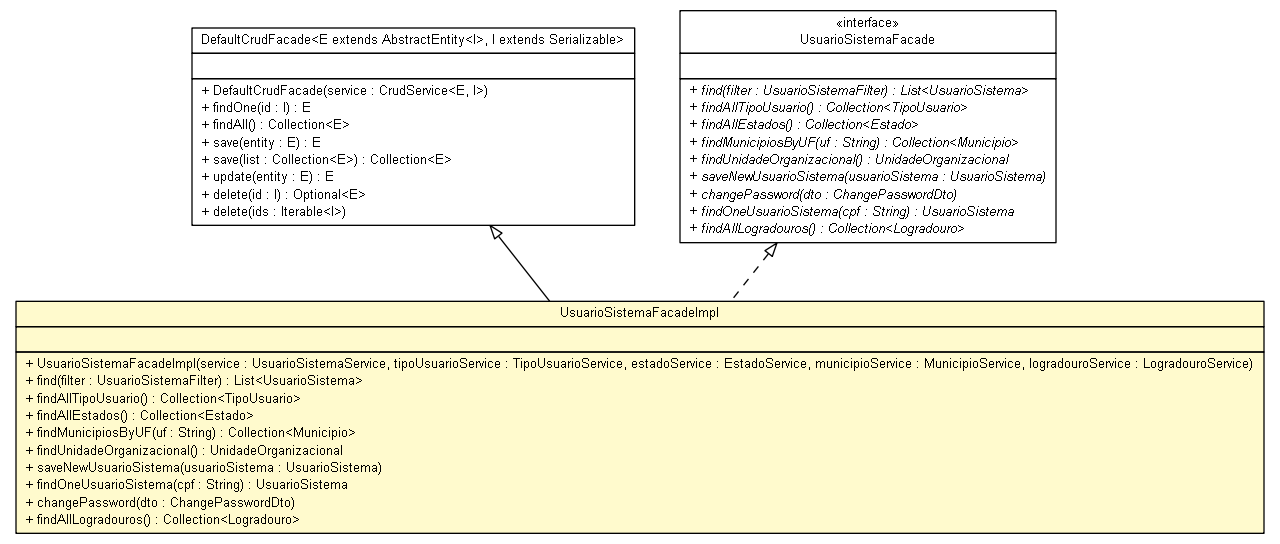 DefaultCrudFacade<E extends AbstractEntity<I>, I extends Serializable>
+ DefaultCrudFacade(service : CrudService<E, I>)
+ findOne(id : I) : E
+ findAll() : Collection<E>
+ save(entity : E) : E
+ save(list : Collection<E>) : Collection<E>
+ update(entity : E) : E
+ delete(id : I) : Optional<E>
+ delete(ids : Iterable<I>)
«interface»
UsuarioSistemaFacade
+ find(filter : UsuarioSistemaFilter) : List<UsuarioSistema>
+ findAllTipoUsuario() : Collection<TipoUsuario>
+ findAllEstados() : Collection<Estado>
+ findMunicipiosByUF(uf : String) : Collection<Municipio>
+ findUnidadeOrganizacional() : UnidadeOrganizacional
+ saveNewUsuarioSistema(usuarioSistema : UsuarioSistema)
+ changePassword(dto : ChangePasswordDto)
+ findOneUsuarioSistema(cpf : String) : UsuarioSistema
+ findAllLogradouros() : Collection<Logradouro>
UsuarioSistemaFacadeImpl
+ UsuarioSistemaFacadeImpl(service : UsuarioSistemaService, tipoUsuarioService : TipoUsuarioService, estadoService : EstadoService, municipioService : MunicipioService, logradouroService : LogradouroService)
+ find(filter : UsuarioSistemaFilter) : List<UsuarioSistema>
+ findAllTipoUsuario() : Collection<TipoUsuario>
+ findAllEstados() : Collection<Estado>
+ findMunicipiosByUF(uf : String) : Collection<Municipio>
+ findUnidadeOrganizacional() : UnidadeOrganizacional
+ saveNewUsuarioSistema(usuarioSistema : UsuarioSistema)
+ findOneUsuarioSistema(cpf : String) : UsuarioSistema
+ changePassword(dto : ChangePasswordDto)
+ findAllLogradouros() : Collection<Logradouro>